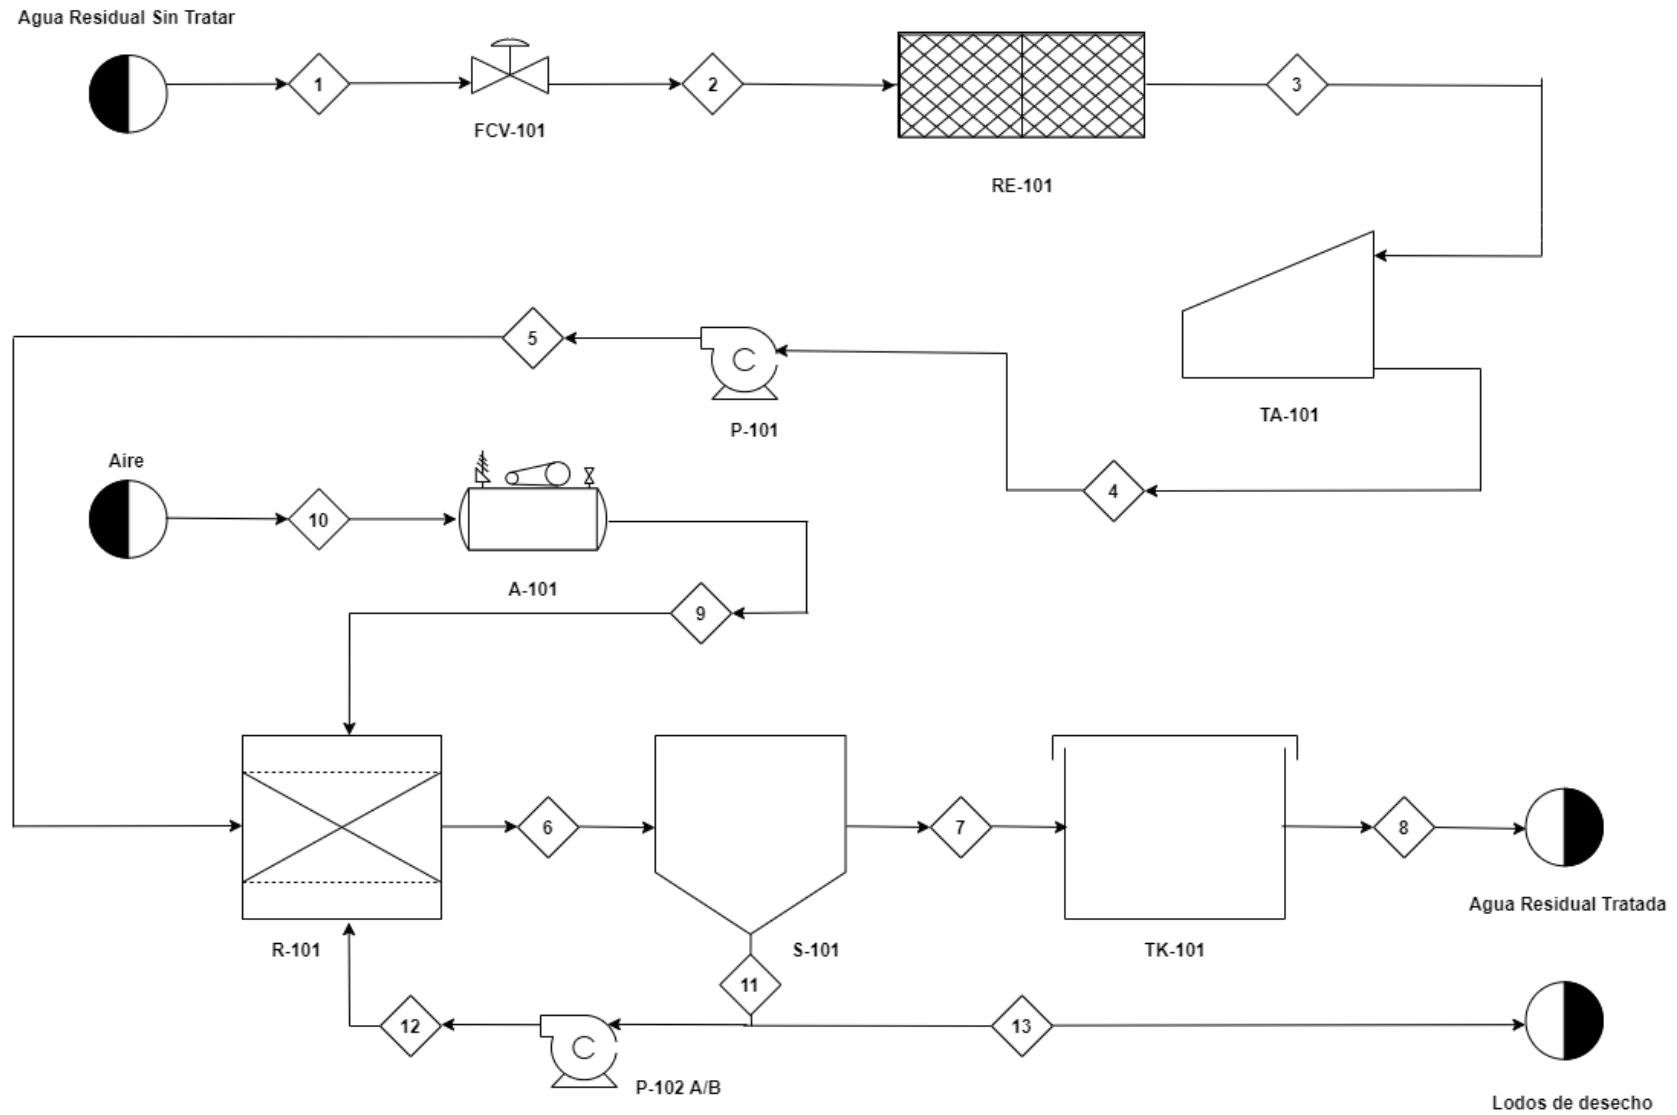 Agua Residual Sin Tratar
1
2
3
FCV-101
RE-101
5
C
P-101
TA-101
4
Aire
10
A-101
9
6
7
8
Agua Residual Tratada
R-101
S-101
TK-101
11
12
C
13
P-102 A/B
Lodos de desecho